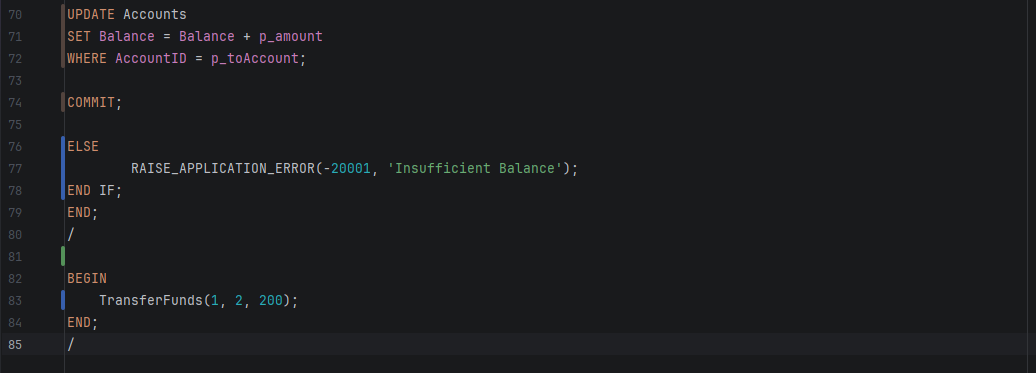 70 UPDATE Accounts
71 SET Balance = Balance + p_amount
72 WHERE AccountID = p_toAccount;
73
74 COMMIT;
75
76 ELSE
77 RAISE_APPLICATION_ERROR(-20001, 'Insufficient Balance');
78 END IF;
79 END;
80 /
81
82 BEGIN
83 TransferFunds(1, 2, 200);
84 END;
85 /